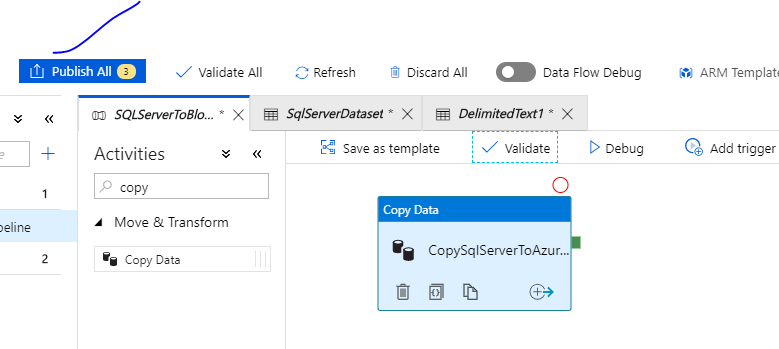 Publish All 3 Validate All Refresh Discard All Data Flow Debug ARM Template
SQLServerToBlo... * SqlServerDataset * DelimitedText1 *
Activities
copy
Move & Transform
Copy Data
1
peline
2
Save as template Validate Debug Add trigger
Copy Data
CopySqlServerToAzur...